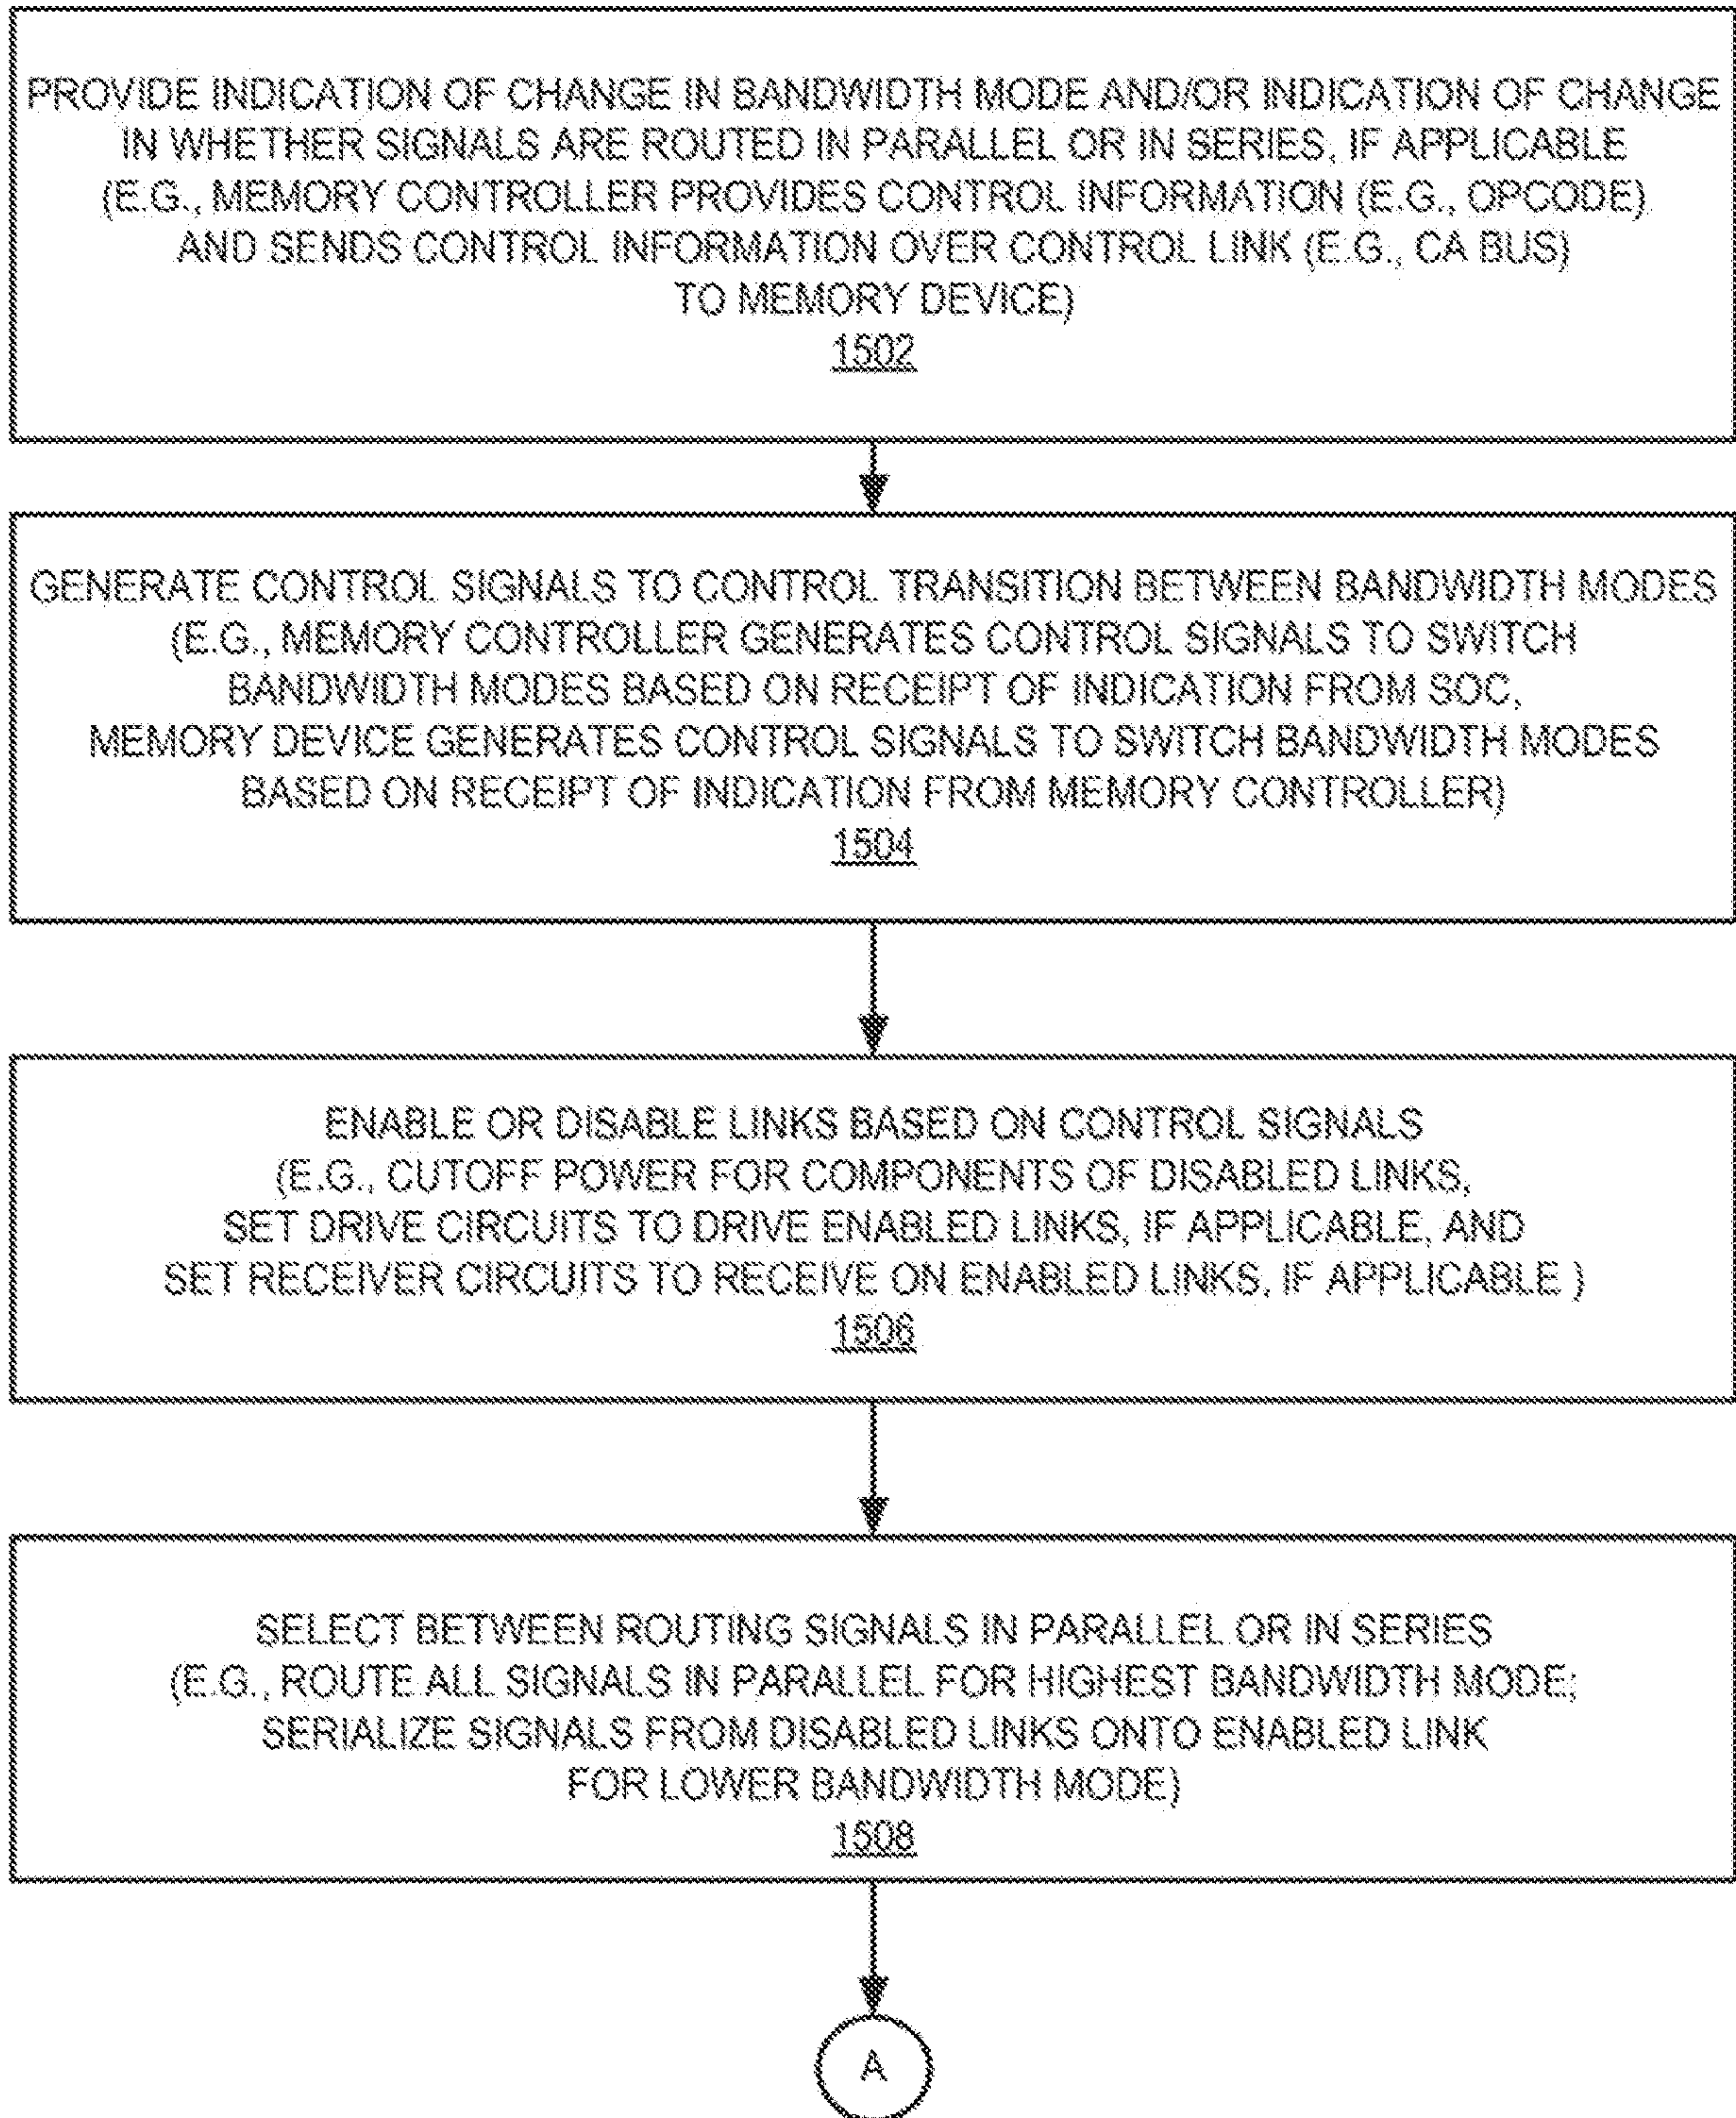 PROVIDE INDICATION OF CHANGE IN BANDWIDTH MODE AND/OR INDICATION OF CHANGE
IN WHETHER SIGNALS ARE ROUTED IN PARALLEL OR IN SERIES, IF APPLICABLE
(E.G., MEMORY CONTROLLER PROVIDES CONTROL INFORMATION (E.G., OPCODE)
AND SENDS CONTROL INFORMATION OVER CONTROL LINK (E.G., CA BUS)
TO MEMORY DEVICE)
1502
GENERATE CONTROL SIGNALS TO CONTROL TRANSITION BETWEEN BANDWIDTH MODES
(E.G., MEMORY CONTROLLER GENERATES CONTROL SIGNALS TO SWITCH
BANDWIDTH MODES BASED ON RECEIPT OF INDICATION FROM SOC,
MEMORY DEVICE GENERATES CONTROL SIGNALS TO SWITCH BANDWIDTH MODES
BASED ON RECEIPT OF INDICATION FROM MEMORY CONTROLLER)
1504
ENABLE OR DISABLE LINKS BASED ON CONTROL SIGNALS
(E.G., CUTOFF POWER FOR COMPONENTS OF DISABLED LINKS,
SET DRIVE CIRCUITS TO DRIVE ENABLED LINKS, IF APPLICABLE, AND
SET RECEIVER CIRCUITS TO RECEIVE ON ENABLED LINKS, IF APPLICABLE )
1506
SELECT BETWEEN ROUTING SIGNALS IN PARALLEL OR IN SERIES
(E.G., ROUTE ALL SIGNALS IN PARALLEL FOR HIGHEST BANDWIDTH MODE;
SERIALIZE SIGNALS FROM DISABLED LINKS ONTO ENABLED LINK
FOR LOWER BANDWIDTH MODE)
1508
A